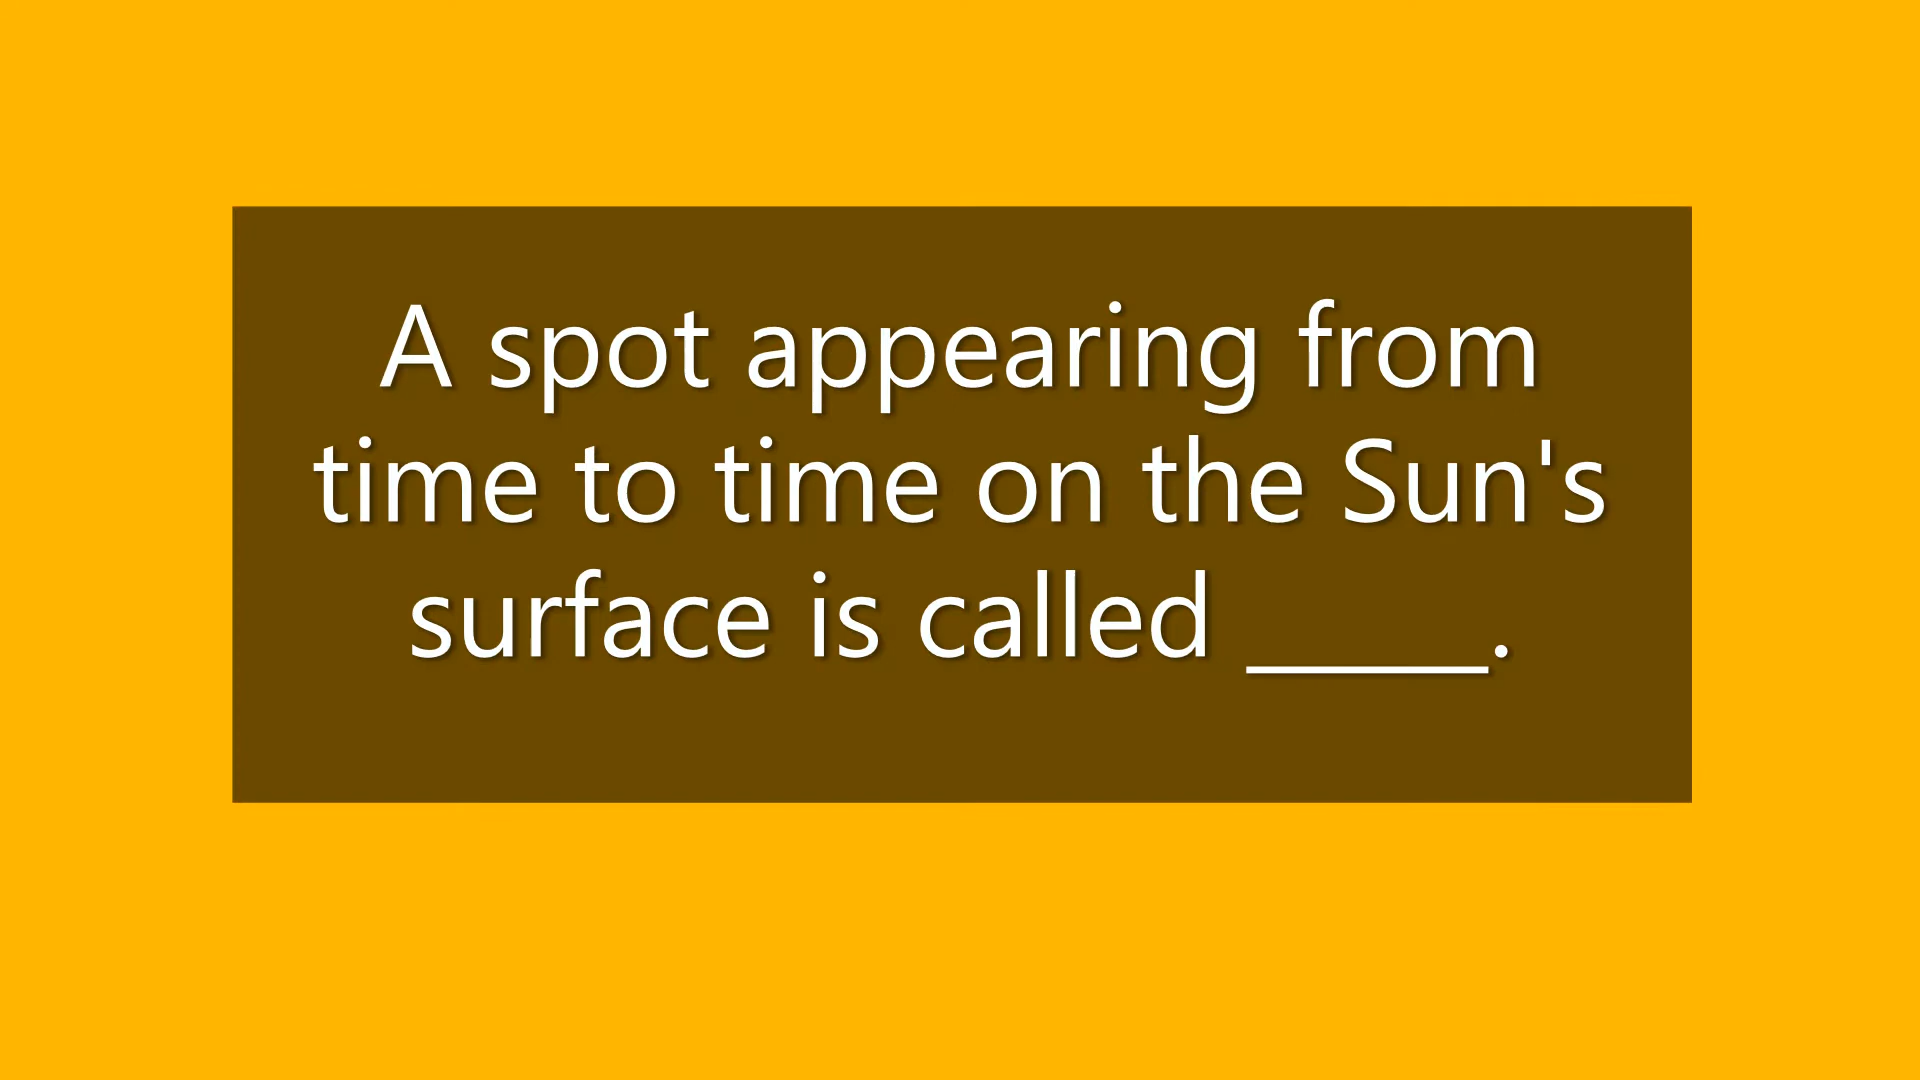 A spot appearing from
time to time on the Sun's
surface is called _____.